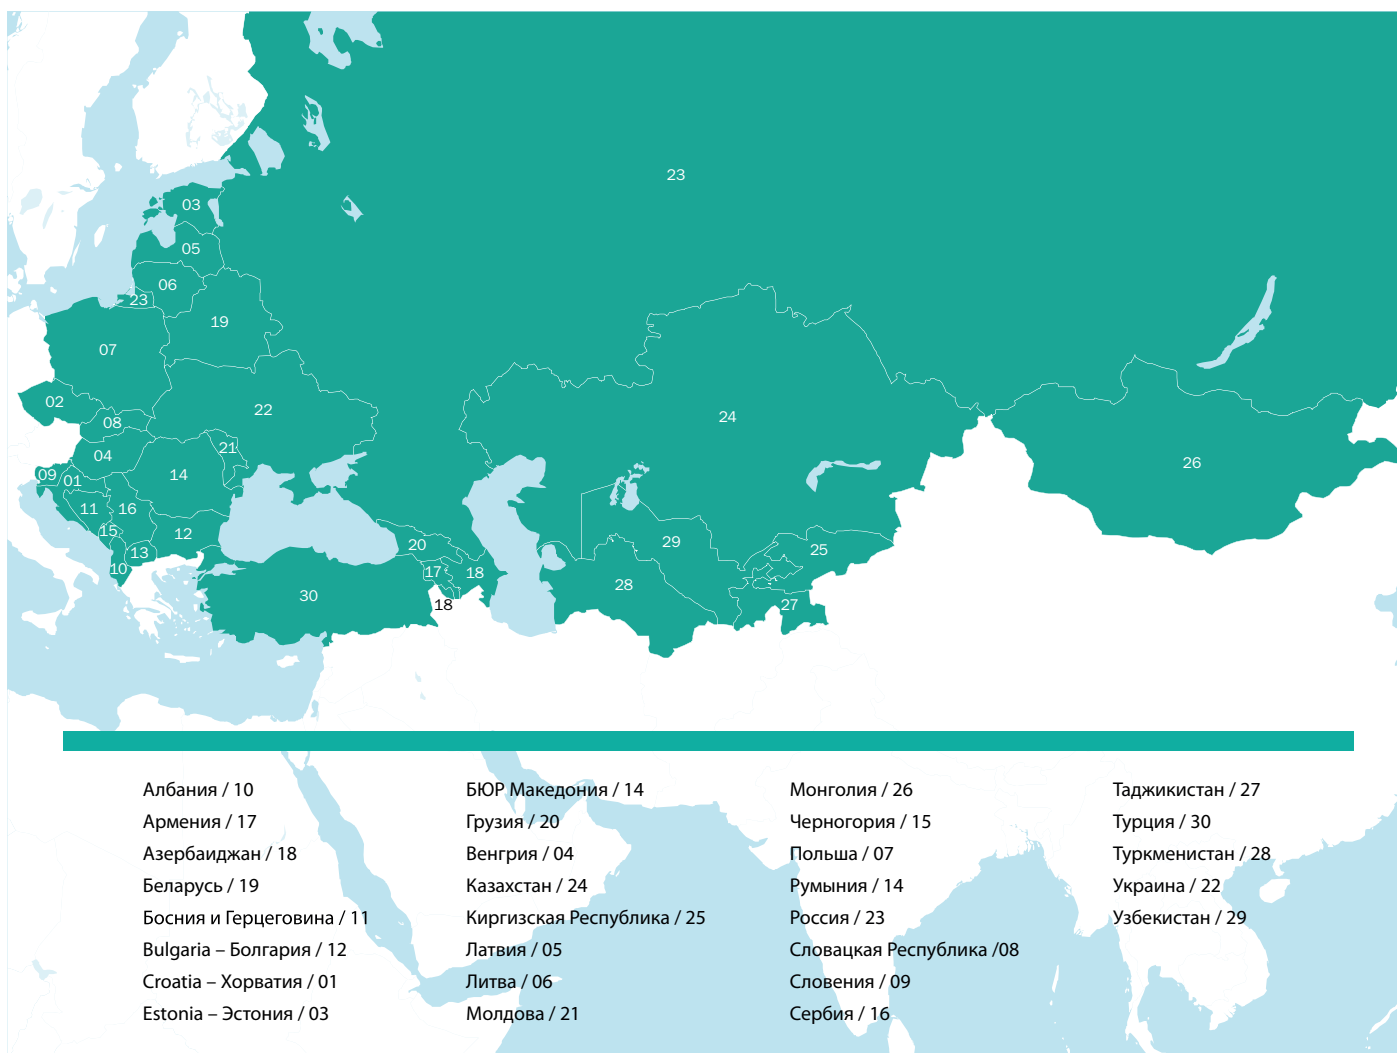 23
03
05
06
23
19
07
02
22
08
24
21
04
26
14
09
01
11
16
15
12
29
20
25
13
10
17
18
28
30
18
27
Албания / 10
Армения / 17
Азербаиджан / 18
Беларусь / 19
Босния и Герцеговина / 11
Bulgaria – Болгария / 12
Croatia – Хорватия / 01
Estonia – Эстония / 03
БЮР Македония / 14
Грузия / 20
Венгрия / 04
Казахстан / 24
Киргизская Республика / 25
Латвия / 05
Литва / 06
Молдова / 21
Монголия / 26
Черногория / 15
Польша / 07
Румыния / 14
Россия / 23
Словацкая Республика /08
Словения / 09
Сербия / 16
Таджикистан / 27
Турция / 30
Туркменистан / 28
Украина / 22
Узбекистан / 29